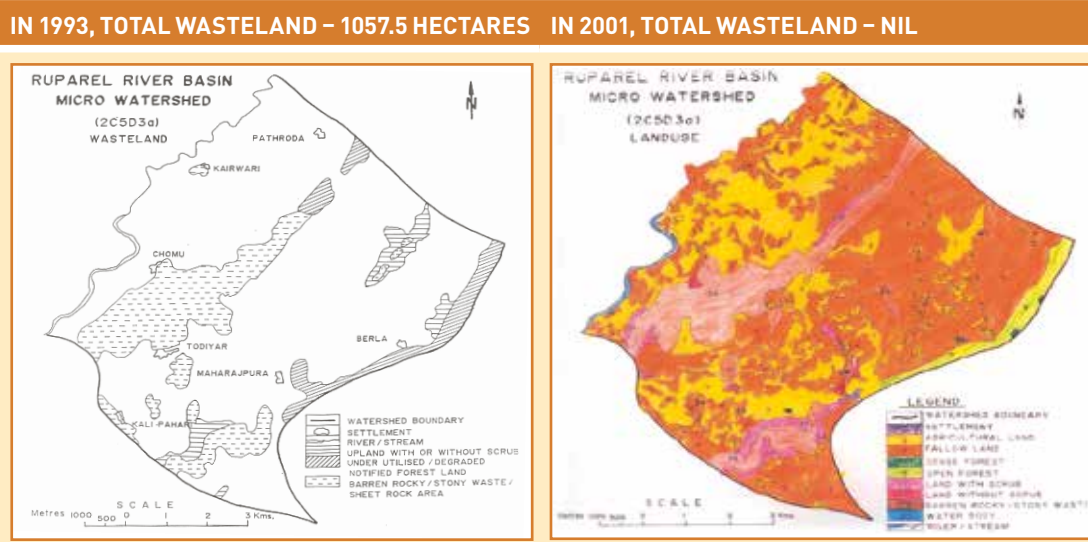 IN 1993, TOTAL WASTELAND – 1057.5 HECTARES
RUPAREL RIVER BASIN
MICRO WATERSHED
(2C5D3a)
WASTELAND
N
PATHRODA
KAIRWARI
CHOMU
TODIYAR
BERLA
MAHARAJPURA
KALI-PAHARI
WATERSHED BOUNDARY
SETTLEMENT
RIVER/STREAM
UPLAND WITH OR WITHOUT SCRUB
UNDER UTILISED/DEGRADED
NOTIFIED FOREST LAND
BARREN ROCKY/STONY WASTE/
SHEET ROCK AREA
SCALE
Metres 1000 500 0 1 2 3 Kms.
IN 2001, TOTAL WASTELAND – NIL
RUPAREL RIVER BASIN
MICRO WATERSHED
(2C5D3a)
LANDUSE
N
LEGEND
WATERSHED BOUNDARY
SETTLEMENT
AGRICULTURAL LAND
FALLOW LAND
DENSE FOREST
OPEN FOREST
LAND WITH SCRUB
LAND WITHOUT SCRUB
BARREN ROCKY/STONY WASTE
WATER BODY
RIVER/STREAM
SCALE